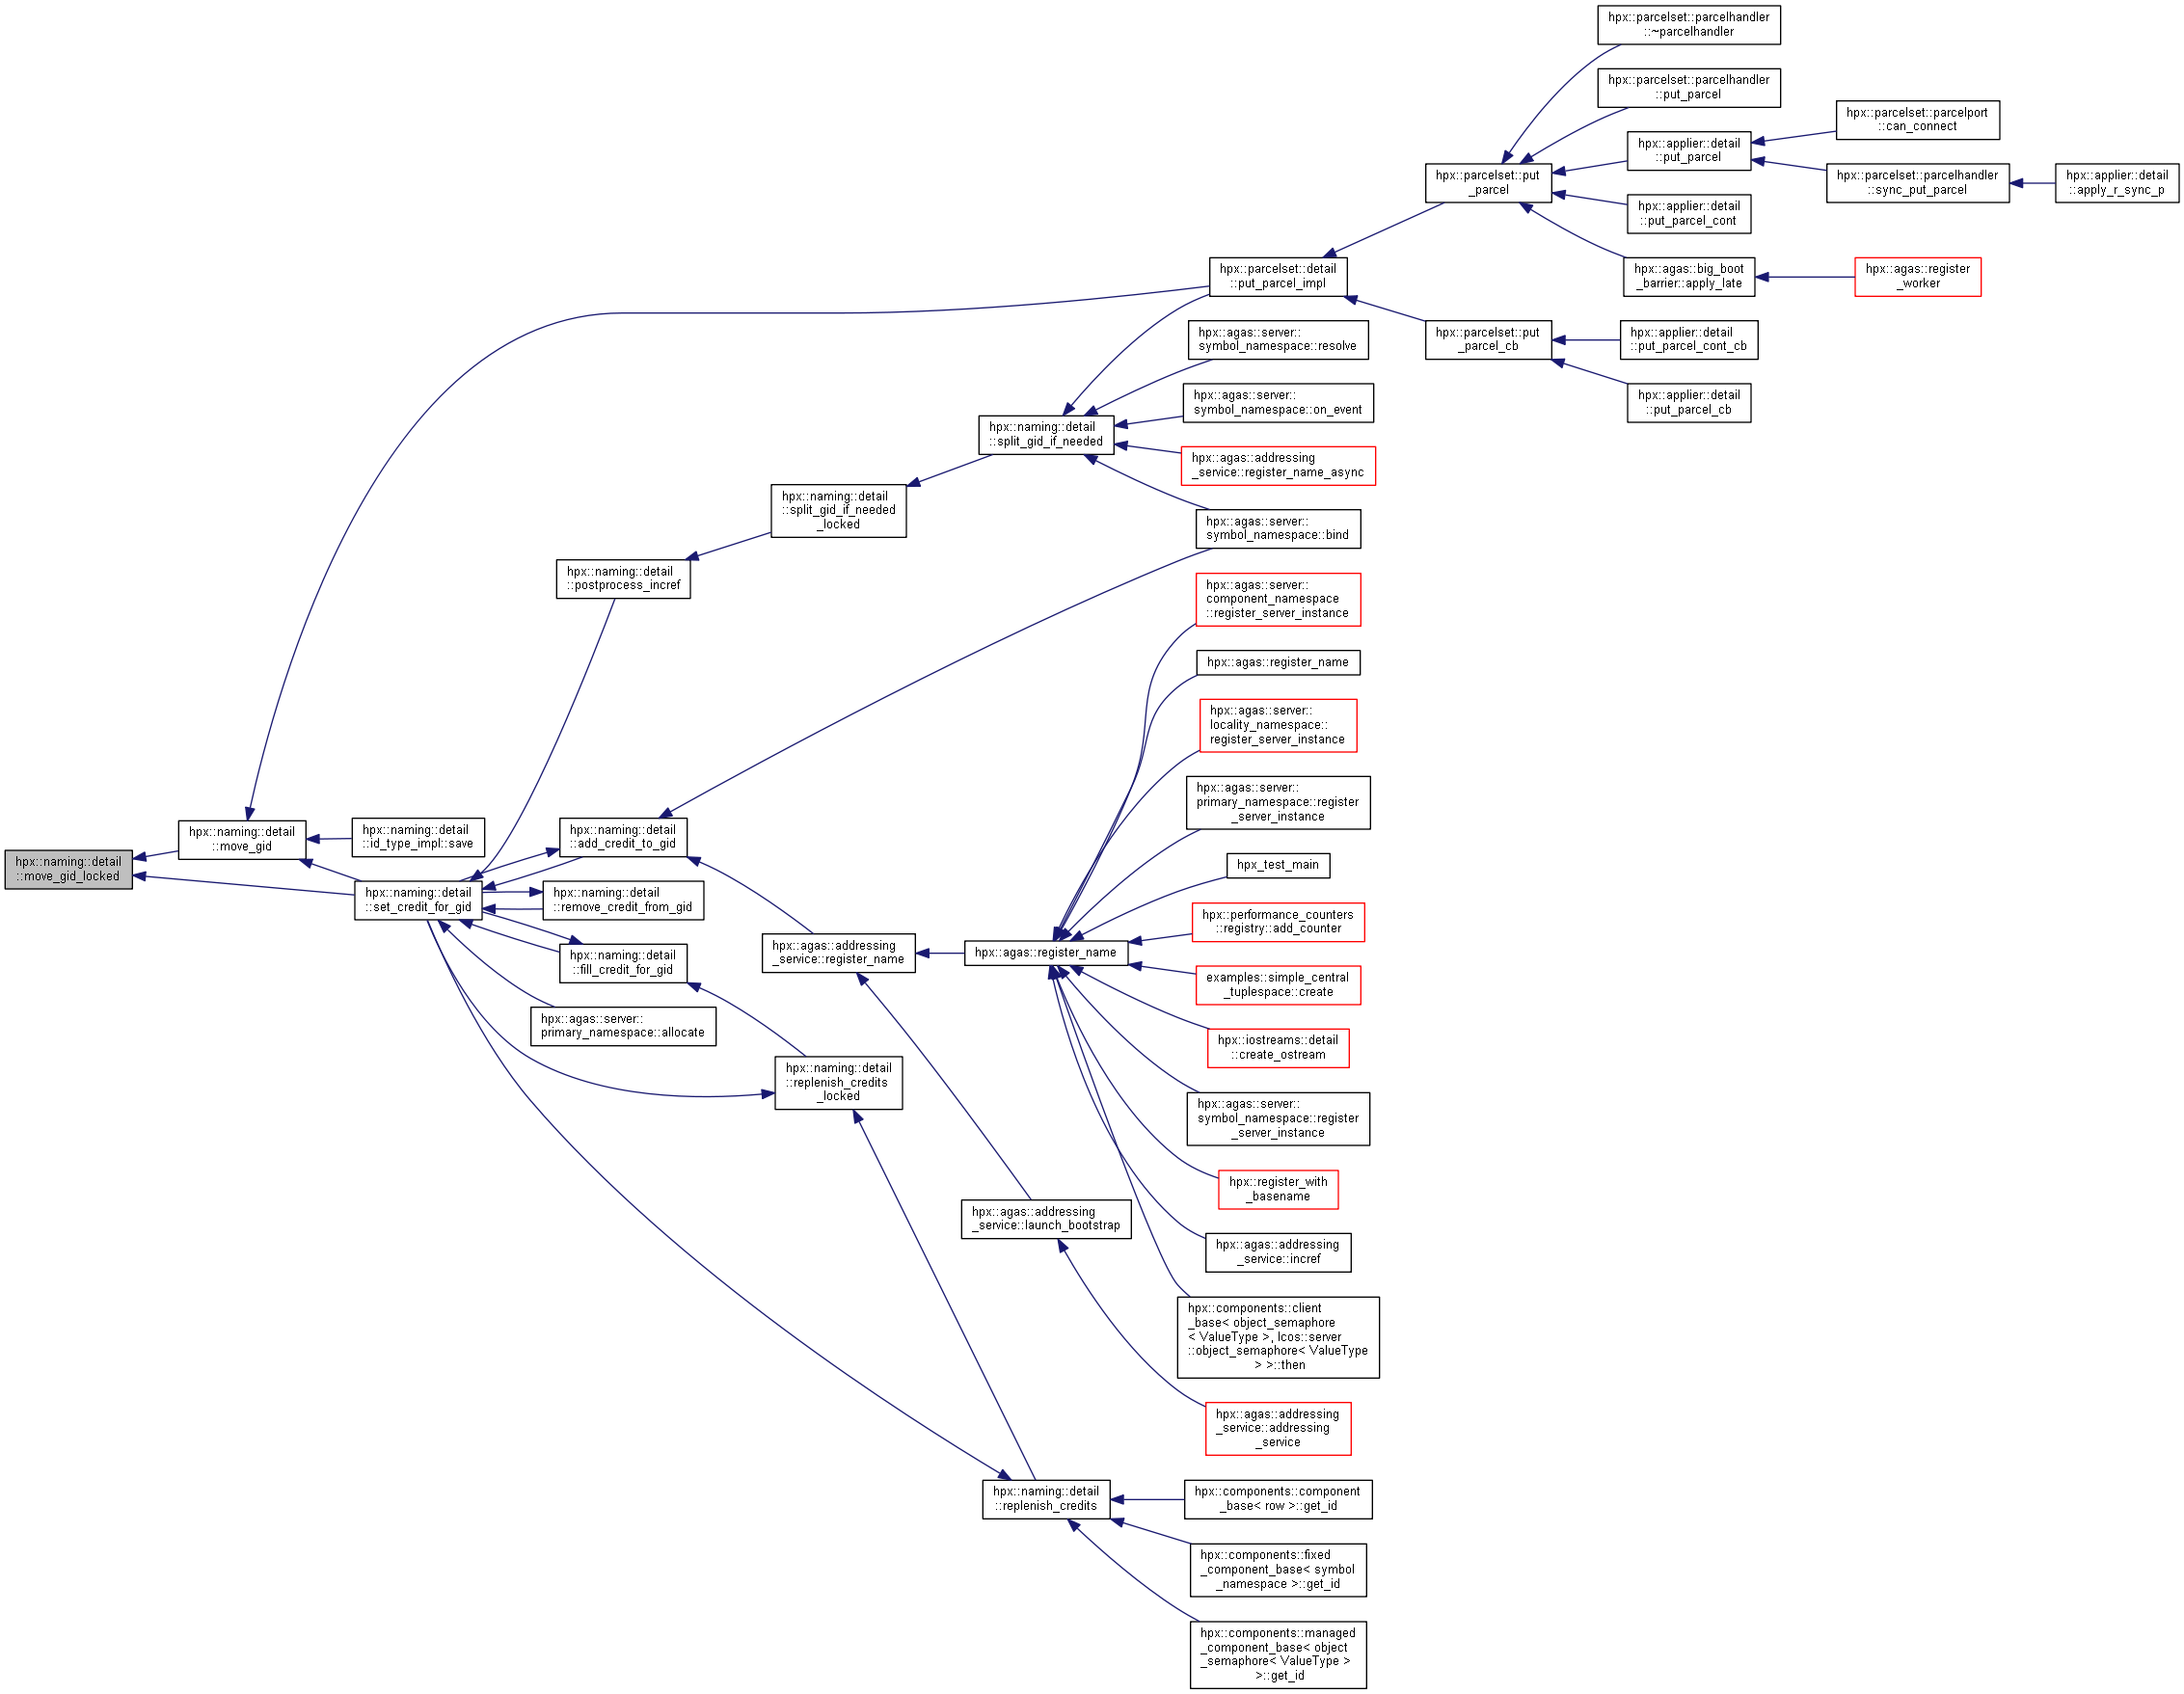 hpx::parcelset::parcelhandler
::~parcelhandler
hpx::parcelset::parcelhandler
::put_parcel
hpx::parcelset::parcelport
::can_connect
hpx::applier::detail
::put_parcel
hpx::parcelset::put
_parcel
hpx::parcelset::parcelhandler
::sync_put_parcel
hpx::applier::detail
::apply_r_sync_p
hpx::applier::detail
::put_parcel_cont
hpx::parcelset::detail
::put_parcel_impl
hpx::agas::big_boot
_barrier::apply_late
hpx::agas::register
_worker
hpx::agas::server::
symbol_namespace::resolve
hpx::parcelset::put
_parcel_cb
hpx::applier::detail
::put_parcel_cont_cb
hpx::agas::server::
symbol_namespace::on_event
hpx::applier::detail
::put_parcel_cb
hpx::naming::detail
::split_gid_if_needed
hpx::agas::addressing
_service::register_name_async
hpx::naming::detail
::split_gid_if_needed
_locked
hpx::agas::server::
symbol_namespace::bind
hpx::naming::detail
::postprocess_incref
hpx::agas::server::
component_namespace
::register_server_instance
hpx::agas::register_name
hpx::agas::server::
locality_namespace::
register_server_instance
hpx::agas::server::
primary_namespace::register
_server_instance
hpx::naming::detail
::move_gid
hpx::naming::detail
::id_type_impl::save
hpx::naming::detail
::add_credit_to_gid
hpx_test_main
hpx::naming::detail
::move_gid_locked
hpx::naming::detail
::set_credit_for_gid
hpx::naming::detail
::remove_credit_from_gid
hpx::performance_counters
::registry::add_counter
hpx::agas::addressing
_service::register_name
hpx::agas::register_name
hpx::naming::detail
::fill_credit_for_gid
examples::simple_central
_tuplespace::create
hpx::agas::server::
primary_namespace::allocate
hpx::iostreams::detail
::create_ostream
hpx::naming::detail
::replenish_credits
_locked
hpx::agas::server::
symbol_namespace::register
_server_instance
hpx::register_with
_basename
hpx::agas::addressing
_service::launch_bootstrap
hpx::agas::addressing
_service::incref
hpx::components::client
_base< object_semaphore
< ValueType >, lcos::server
::object_semaphore< ValueType
> >::then
hpx::agas::addressing
_service::addressing
_service
hpx::naming::detail
::replenish_credits
hpx::components::component
_base< row >::get_id
hpx::components::fixed
_component_base< symbol
_namespace >::get_id
hpx::components::managed
_component_base< object
_semaphore< ValueType >
>::get_id